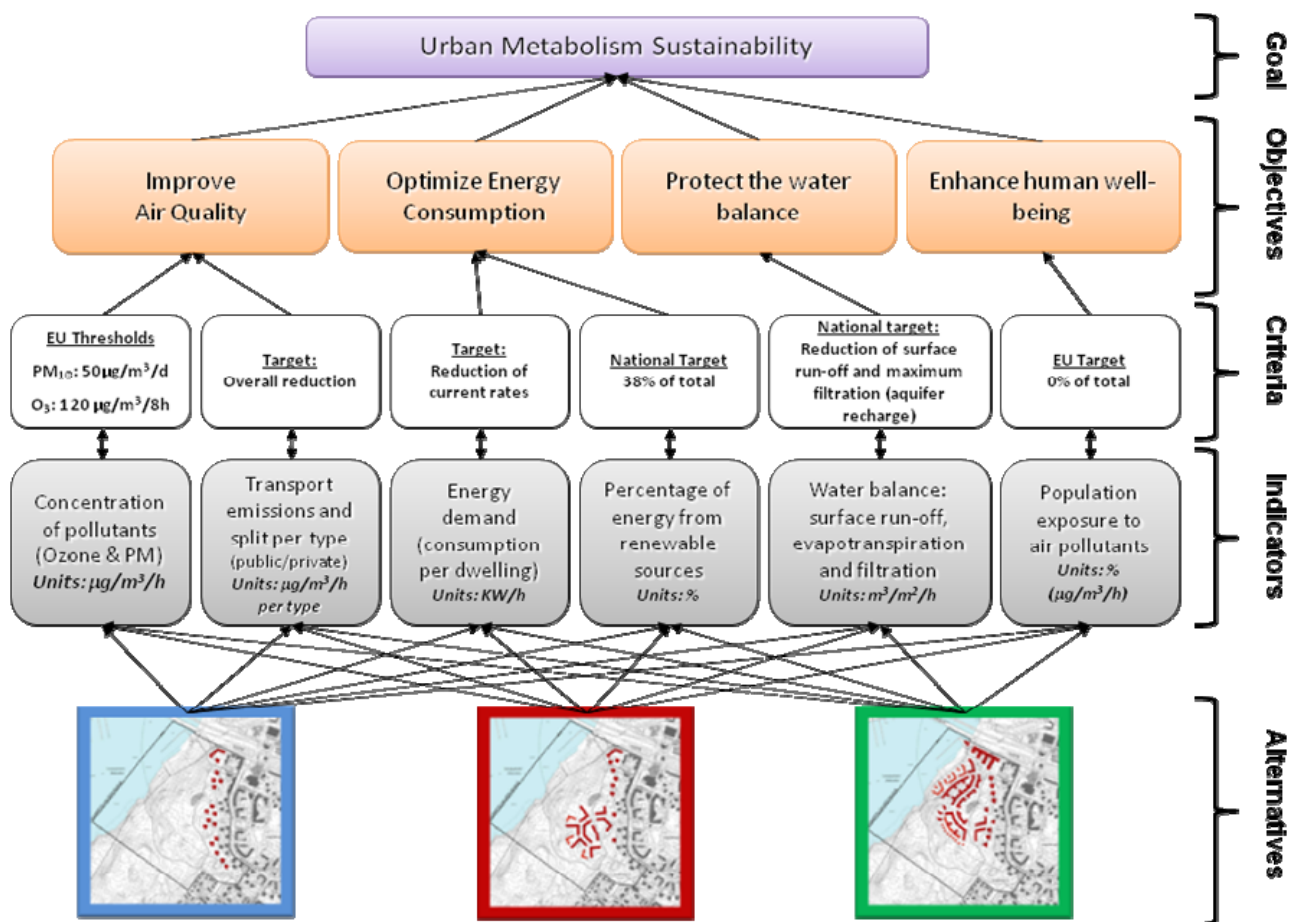 Urban Metabolism Sustainability
Goal
Improve
Air Quality
Optimize Energy
Consumption
Protect the water
balance
Enhance human well-
being
Objectives
EU Thresholds
PM₁₀: 50µg/m³/d
O₃: 120 µg/m³/8h
Target:
Overall reduction
Target:
Reduction of
current rates
National Target
38% of total
National target:
Reduction of surface
run-off and maximum
filtration (aquifer
recharge)
EU Target
0% of total
Criteria
Concentration
of pollutants
(Ozone & PM)
Units: µg/m³/h
Transport
emissions and
split per type
(public/private)
Units: µg/m³/h
per type
Energy
demand
(consumption
per dwelling)
Units: KW/h
Percentage of
energy from
renewable
sources
Units: %
Water balance:
surface run-off,
evapotranspiration
and filtration
Units: m³/m²/h
Population
exposure to
air pollutants
Units: %
(µg/m³/h)
Indicators
Alternatives